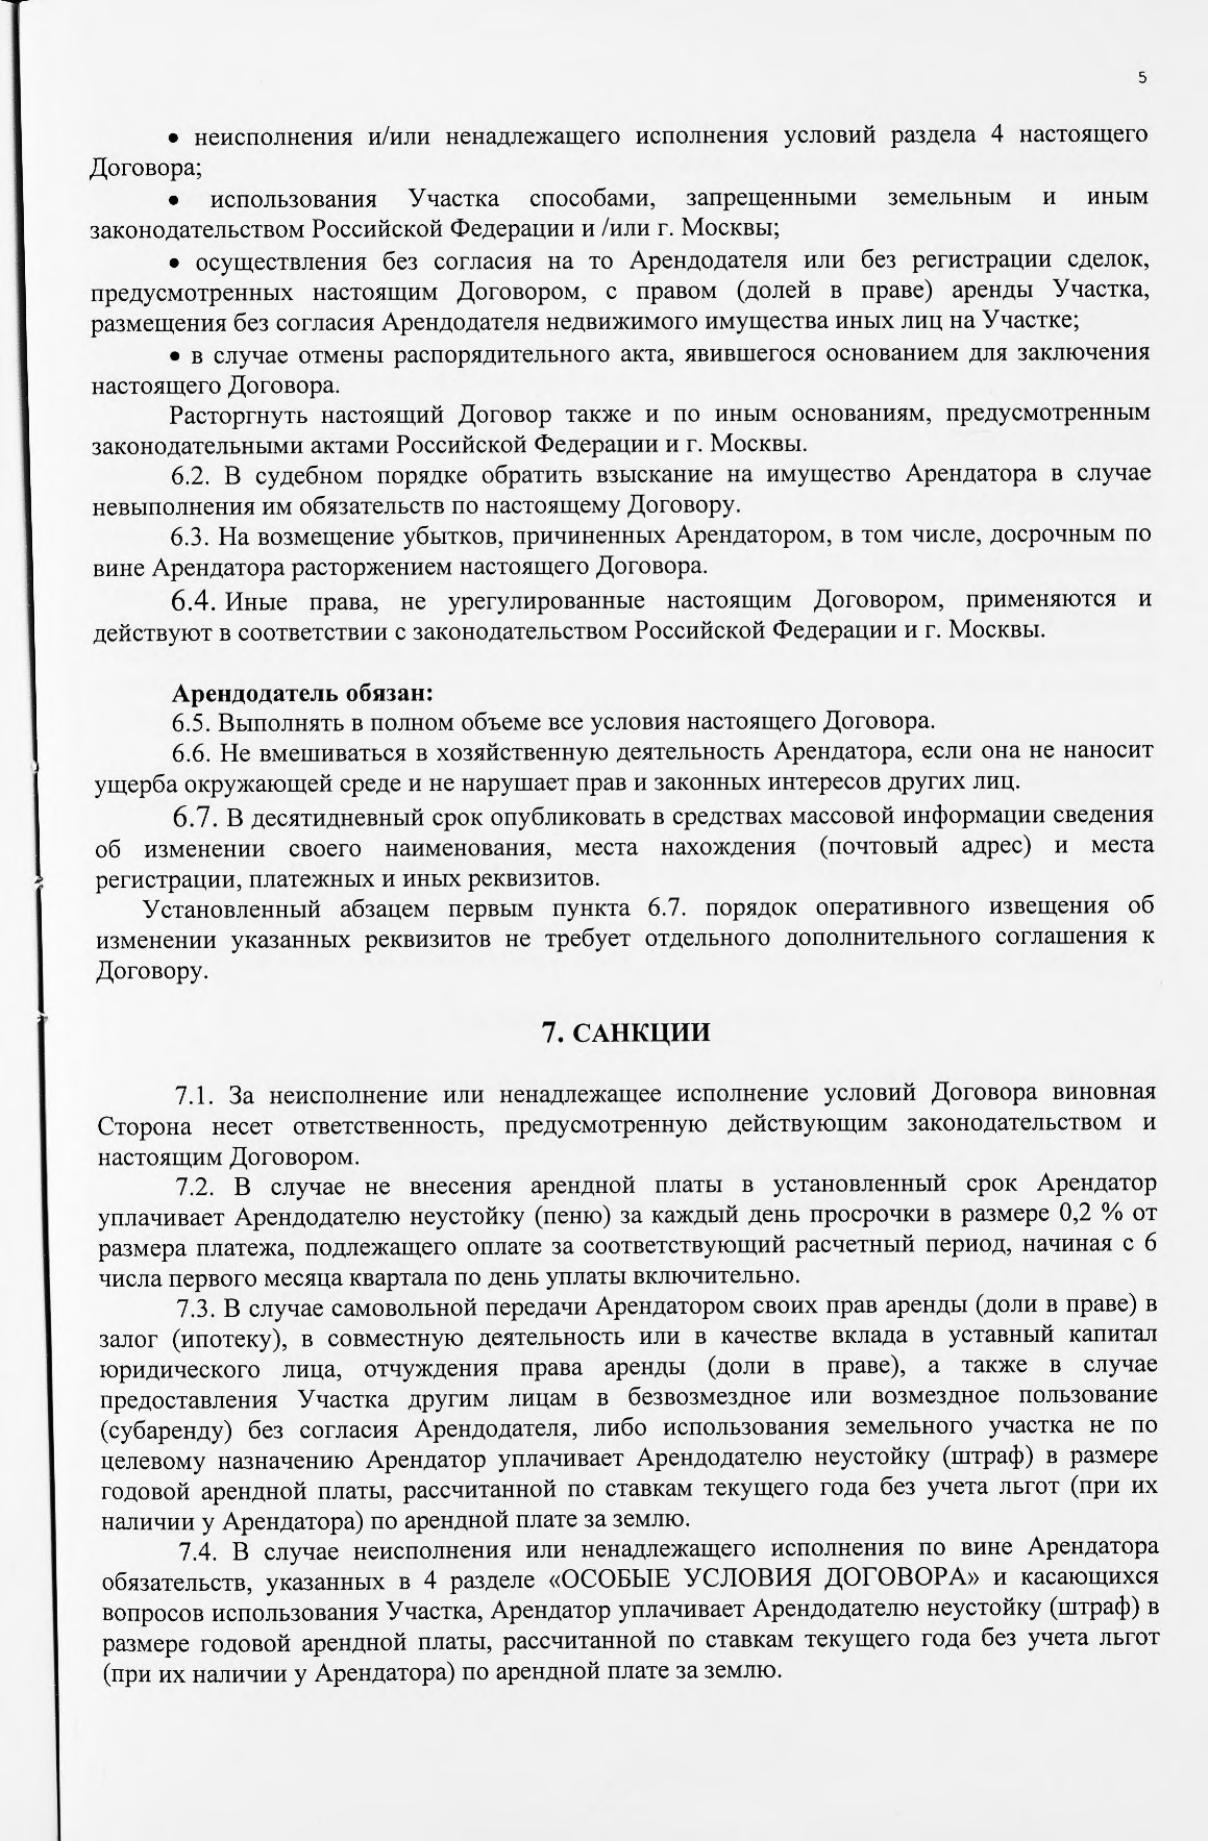 5
• неисполнения и/или ненадлежащего исполнения условий раздела 4 настоящего
Договора;
• использования Участка способами, запрещенными земельным и иным
законодательством Российской Федерации и /или г. Москвы;
• осуществления без согласия на то Арендодателя или без регистрации сделок,
предусмотренных настоящим Договором, с правом (долей в праве) аренды Участка,
размещения без согласия Арендодателя недвижимого имущества иных лиц на Участке;
• в случае отмены распорядительного акта, явившегося основанием для заключения
настоящего Договора.
Расторгнуть настоящий Договор также и по иным основаниям, предусмотренным
законодательными актами Российской Федерации и г. Москвы.
6.2. В судебном порядке обратить взыскание на имущество Арендатора в случае
невыполнения им обязательств по настоящему Договору.
6.3. На возмещение убытков, причиненных Арендатором, в том числе, досрочным по
вине Арендатора расторжением настоящего Договора.
6.4. Иные права, не урегулированные настоящим Договором, применяются и
действуют в соответствии с законодательством Российской Федерации и г. Москвы.
Арендодатель обязан:
6.5. Выполнять в полном объеме все условия настоящего Договора.
6.6. Не вмешиваться в хозяйственную деятельность Арендатора, если она не наносит
ущерба окружающей среде и не нарушает прав и законных интересов других лиц.
6.7. В десятидневный срок опубликовать в средствах массовой информации сведения
об изменении своего наименования, места нахождения (почтовый адрес) и места
регистрации, платежных и иных реквизитов.
Установленный абзацем первым пункта 6.7. порядок оперативного извещения об
изменении указанных реквизитов не требует отдельного дополнительного соглашения к
Договору.
7. САНКЦИИ
7.1. За неисполнение или ненадлежащее исполнение условий Договора виновная
Сторона несет ответственность, предусмотренную действующим законодательством и
настоящим Договором.
7.2. В случае не внесения арендной платы в установленный срок Арендатор
уплачивает Арендодателю неустойку (пеню) за каждый день просрочки в размере 0,2 % от
размера платежа, подлежащего оплате за соответствующий расчетный период, начиная с 6
числа первого месяца квартала по день уплаты включительно.
7.3. В случае самовольной передачи Арендатором своих прав аренды (доли в праве) в
залог (ипотеку), в совместную деятельность или в качестве вклада в уставный капитал
юридического лица, отчуждения права аренды (доли в праве), а также в случае
предоставления Участка другим лицам в безвозмездное или возмездное пользование
(субаренду) без согласия Арендодателя, либо использования земельного участка не по
целевому назначению Арендатор уплачивает Арендодателю неустойку (штраф) в размере
годовой арендной платы, рассчитанной по ставкам текущего года без учета льгот (при их
наличии у Арендатора) по арендной плате за землю.
7.4. В случае неисполнения или ненадлежащего исполнения по вине Арендатора
обязательств, указанных в 4 разделе «ОСОБЫЕ УСЛОВИЯ ДОГОВОРА» и касающихся
вопросов использования Участка, Арендатор уплачивает Арендодателю неустойку (штраф) в
размере годовой арендной платы, рассчитанной по ставкам текущего года без учета льгот
(при их наличии у Арендатора) по арендной плате за землю.